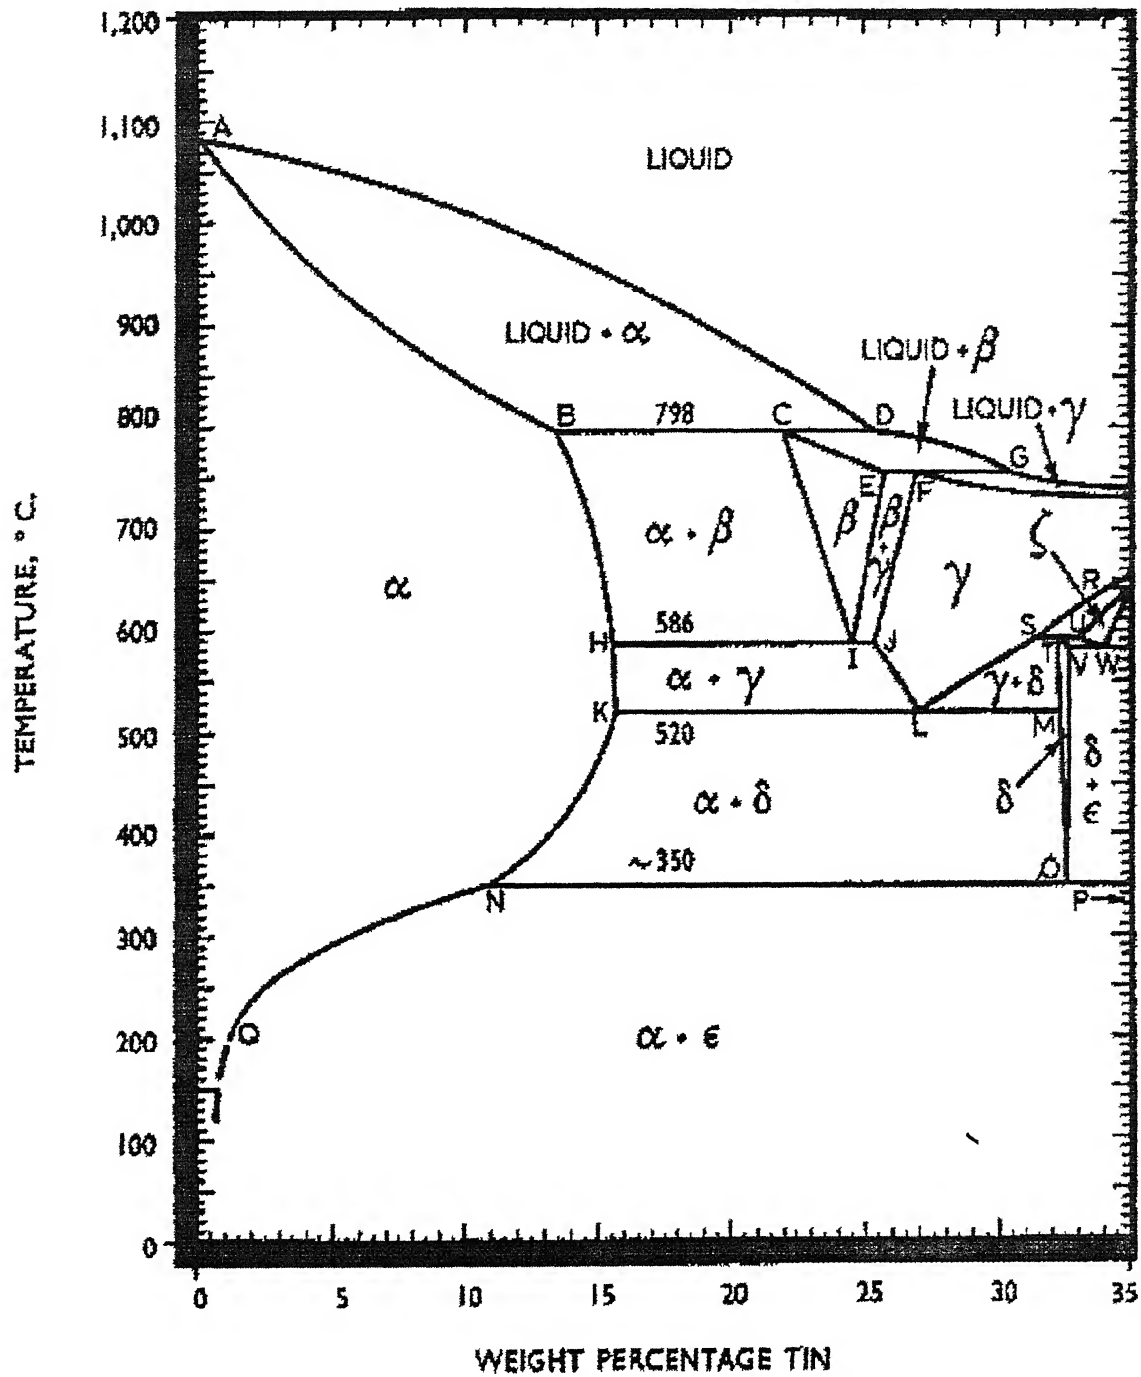 1,200
A
1,100
LIQUID
1,000
900
LIQUID + α
LIQUID + β
LIQUID + γ
800
B
798
C
D
G
E
F
700
α + β
β
β
+
γ
ζ
α
γ
R
600
586
H
I
J
S
U
T
V
W
α + γ
γ+δ
K
L
M
500
520
α + δ
δ
δ
+
ε
400
~350
O
N
P→
300
200
Q
α + ε
100
0
0 5 10 15 20 25 30 35
TEMPERATURE, °C.
WEIGHT PERCENTAGE TIN